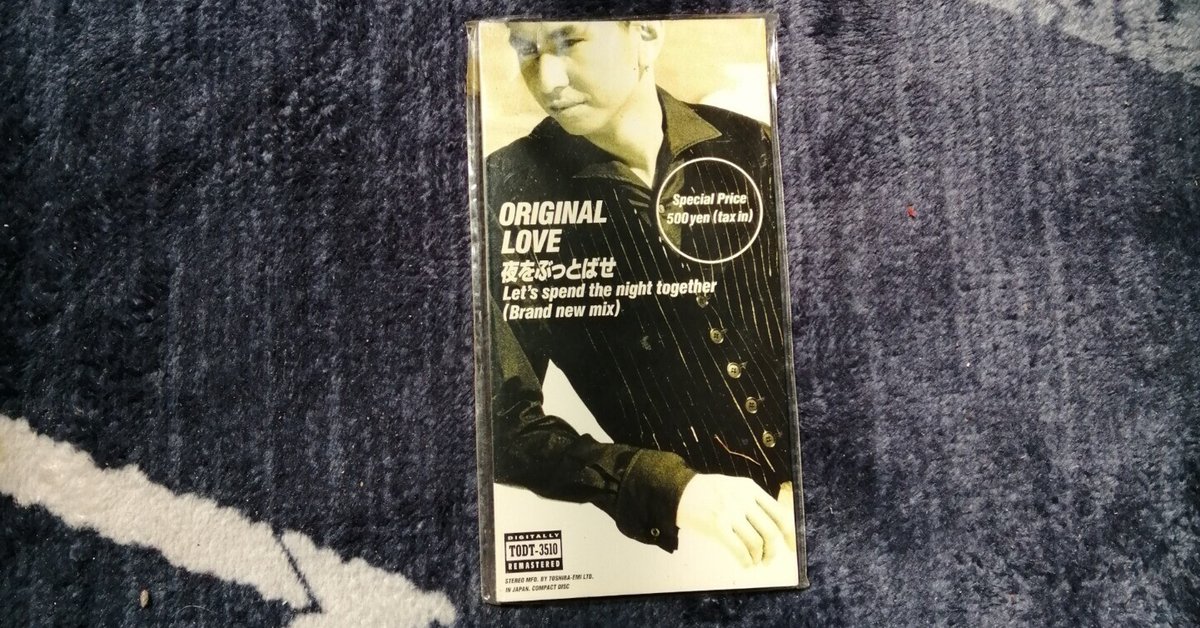 Special Price
500 yen (tax in)
ORIGINAL
LOVE
夜をぶっとばせ
Let's spend the night together
(Brand new mix)
DIGITALLY
TODT-3510
REMASTERED
STEREO MFD. BY TOSHIBA-EMI LTD.
IN JAPAN. COMPACT DISC